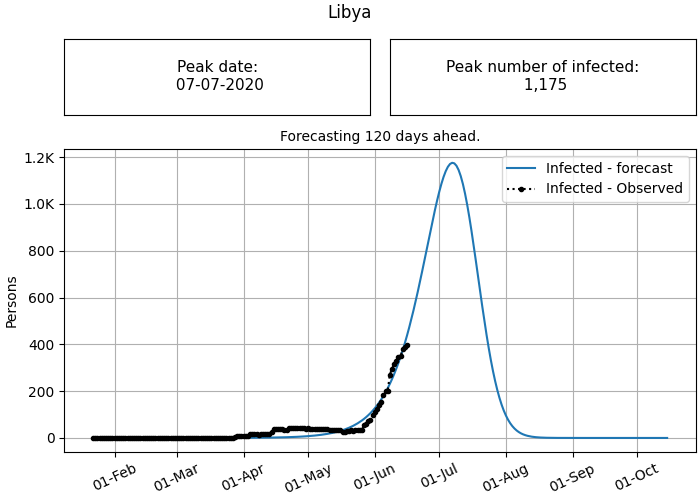 Libya
Peak date:
07-07-2020
Peak number of infected:
1,175
Forecasting 120 days ahead.
1.2K
1.0K
800
600
400
200
0
Persons
Infected - forecast
Infected - Observed
01-Feb
01-Mar
01-Apr
01-May
01-Jun
01-Jul
01-Aug
01-Sep
01-Oct